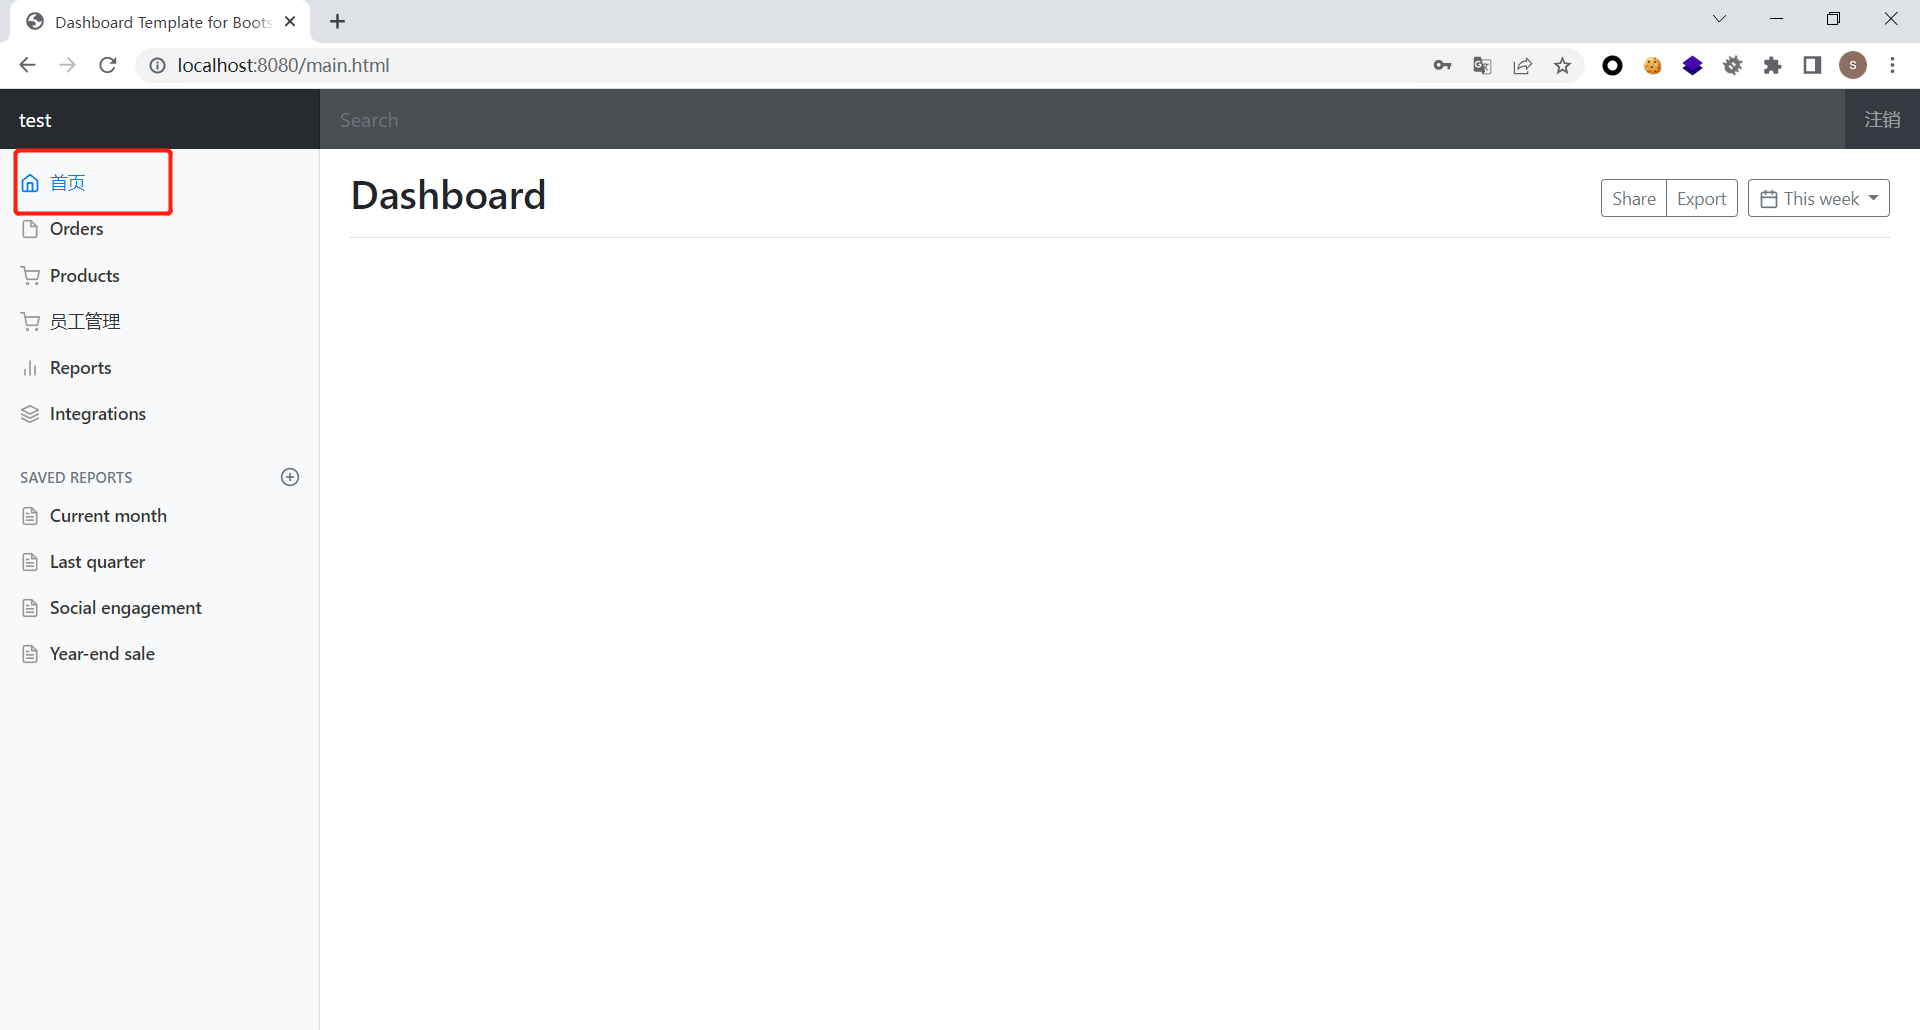 Dashboard Template for Boots
localhost:8080/main.html
S
test
Search
注销
首页
Orders
Products
员工管理
Reports
Integrations
SAVED REPORTS
Current month
Last quarter
Social engagement
Year-end sale
Dashboard
Share
Export
This week